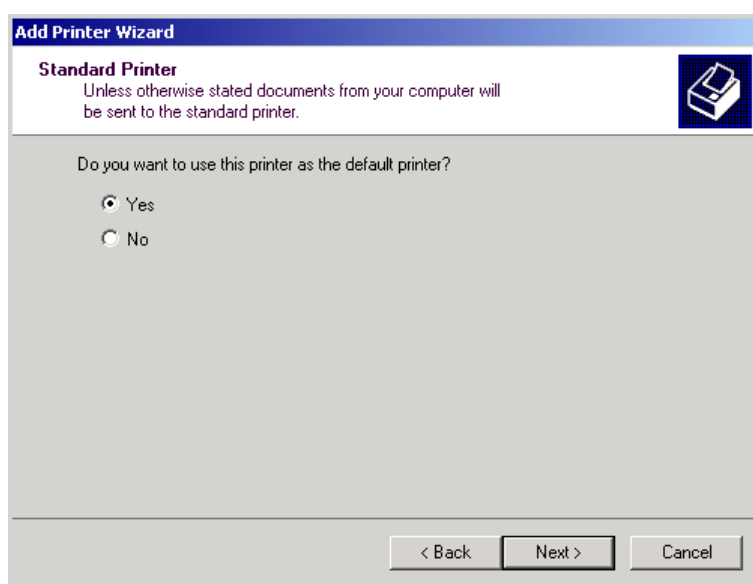 Add Printer Wizard
Standard Printer
Unless otherwise stated documents from your computer will
be sent to the standard printer.
Do you want to use this printer as the default printer?
Yes
No
< Back Next > Cancel